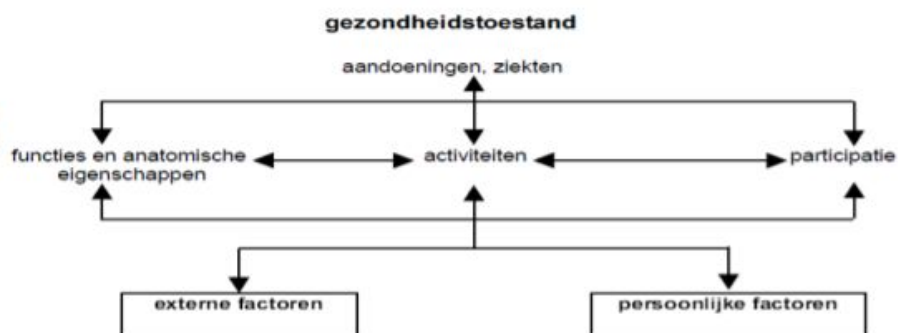 gezondheidstoestand
aandoeningen, ziekten
functies en anatomische
eigenschappen
activiteiten
participatie
externe factoren
persoonlijke factoren